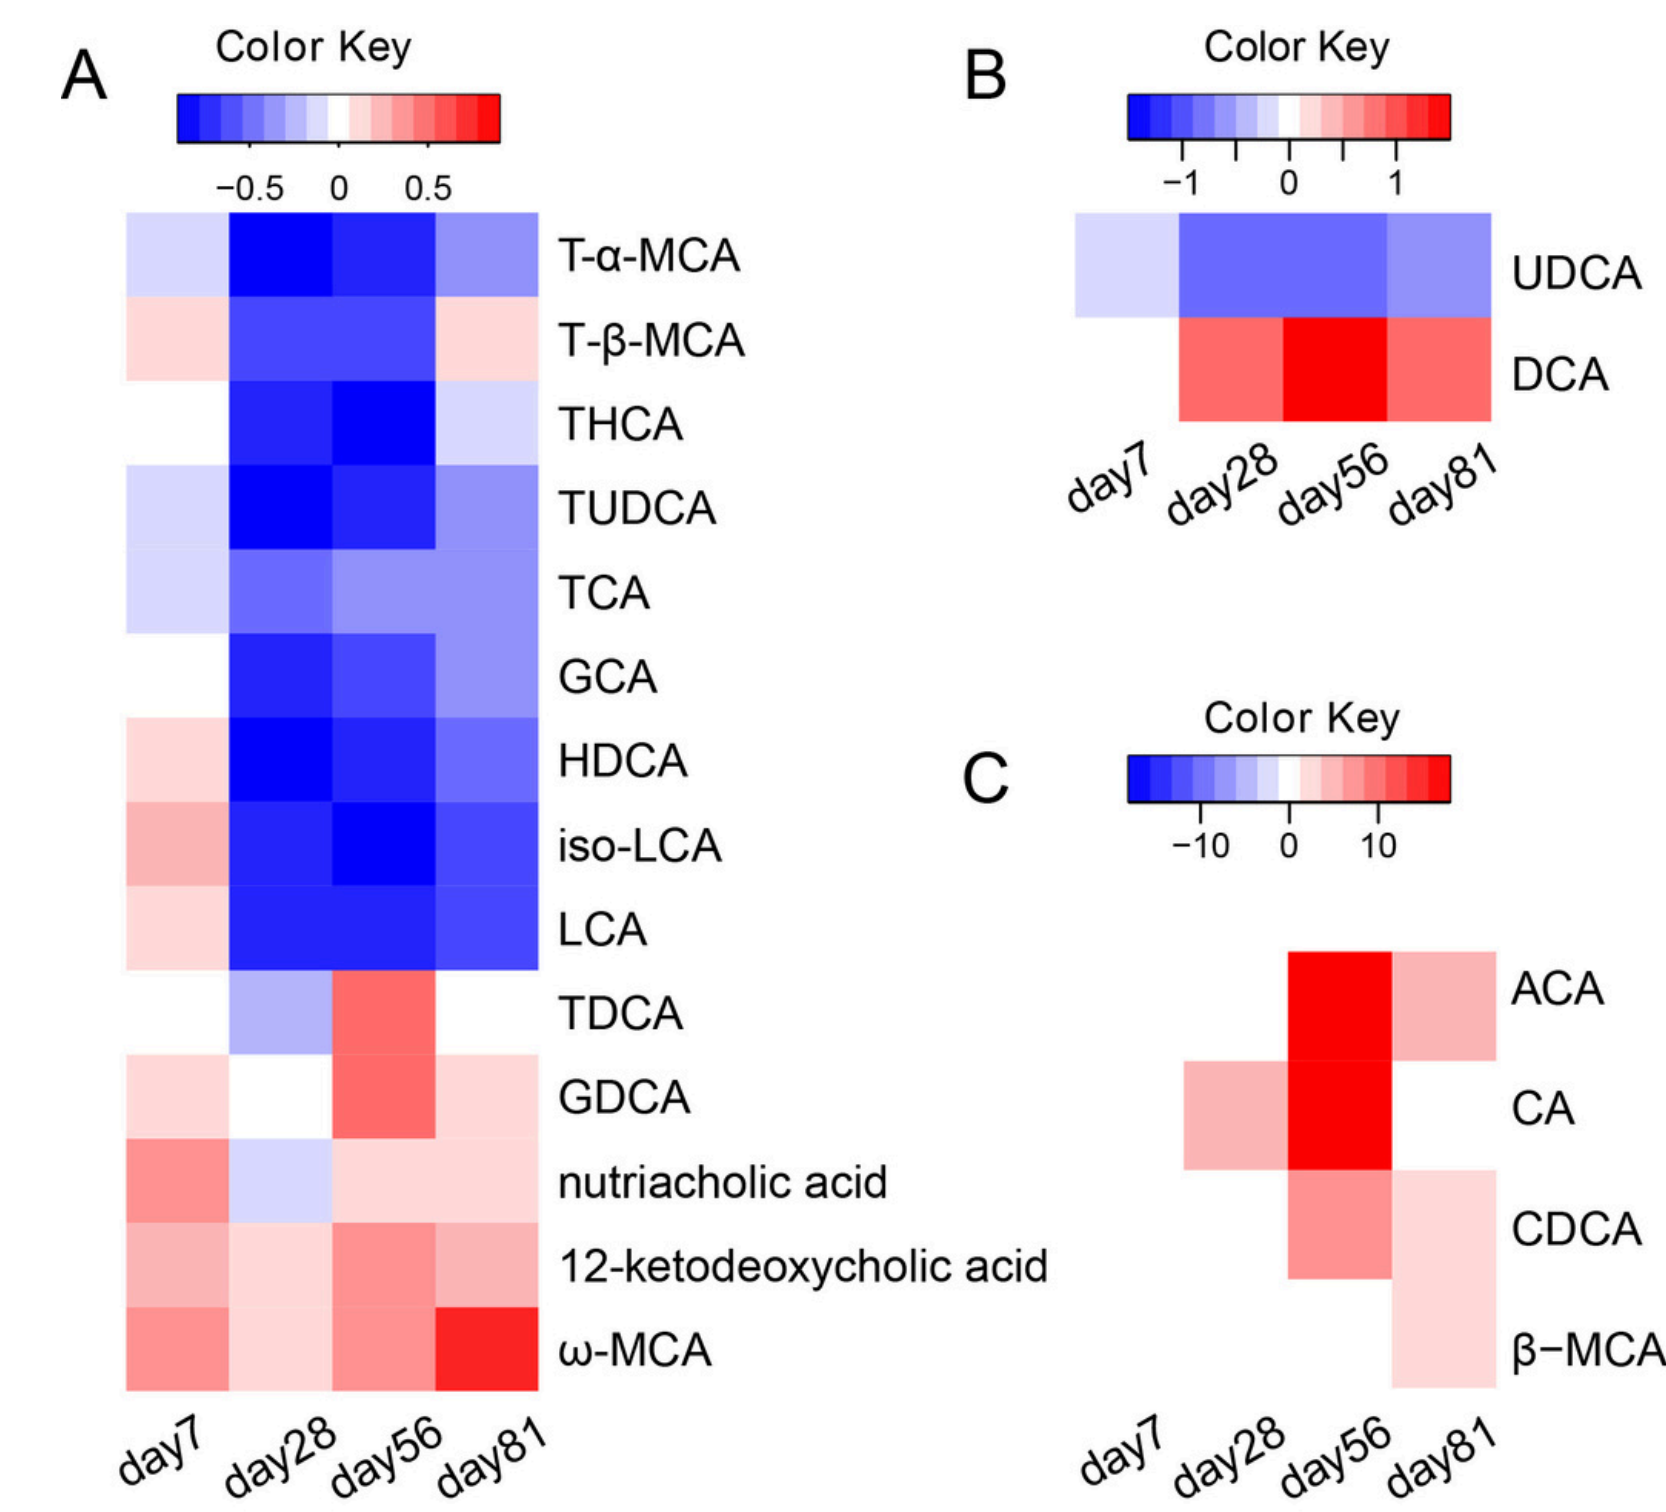 A
Color Key
−0.5 0 0.5
T-α-MCA
T-β-MCA
THCA
TUDCA
TCA
GCA
HDCA
iso-LCA
LCA
TDCA
GDCA
nutriacholic acid
12-ketodeoxycholic acid
ω-MCA
day7 day28 day56 day81
B
Color Key
−1 0 1
UDCA
DCA
day7 day28 day56 day81
C
Color Key
−10 0 10
ACA
CA
CDCA
β−MCA
day7 day28 day56 day81